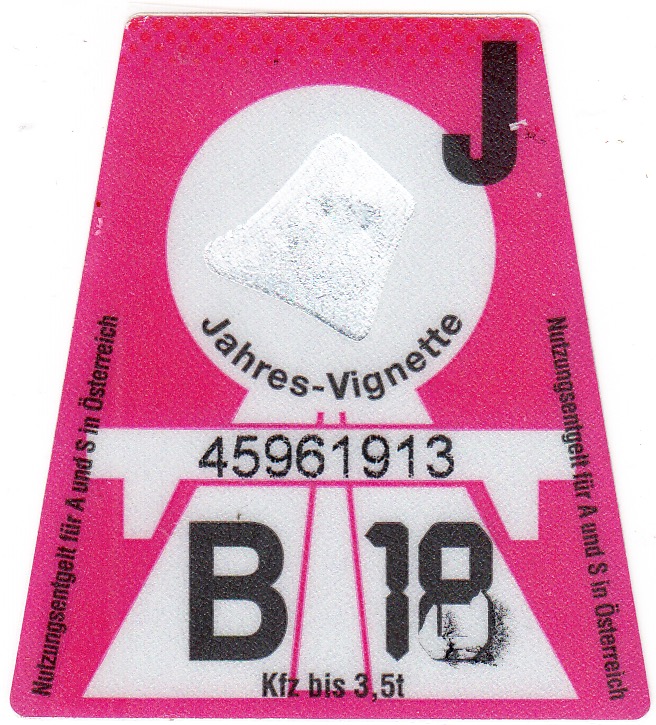 J
Jahres-Vignette
45961913
B 18
Kfz bis 3,5t
Nutzungsentgelt für A und S in Österreich
Nutzungsentgelt für A und S in Österreich